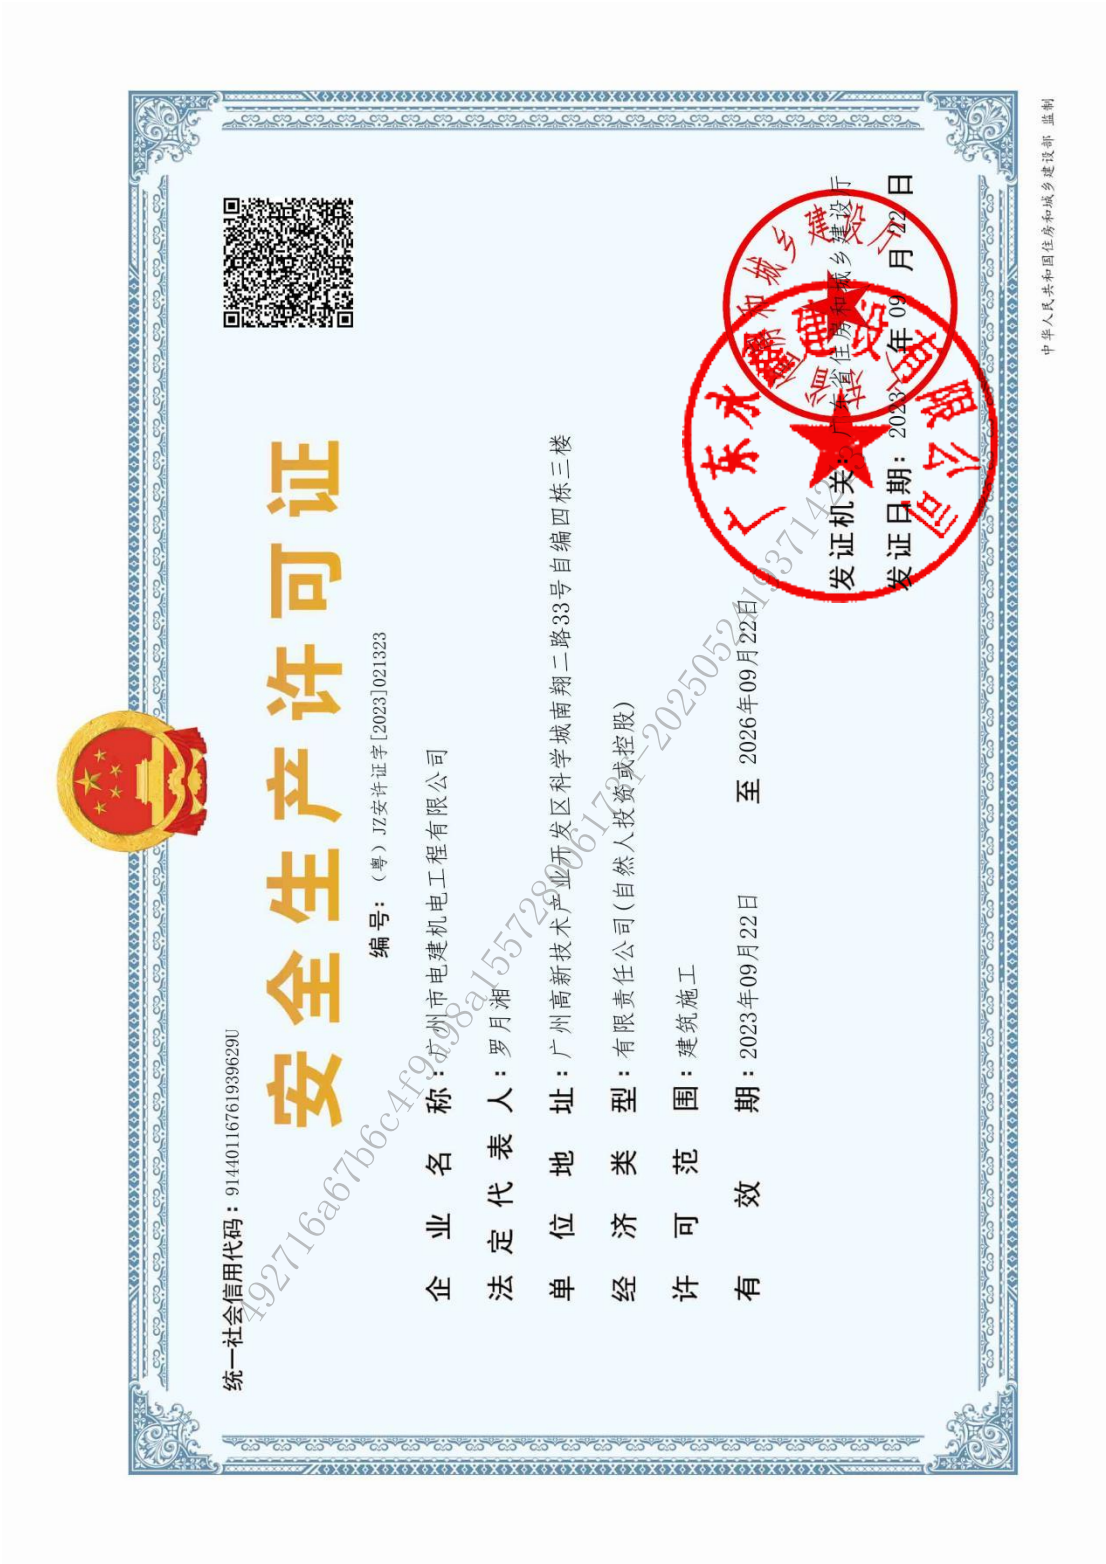 统一社会信用代码：91440116761939629U
安全生产许可证
编号：（粤）JZ安许证字[2023]021323
企业名称：广州市电建机电工程有限公司
法定代表人：罗月湘
单位地址：广州高新技术产业开发区科学城南翔二路33号自编四栋三楼
经济类型：有限责任公司(自然人投资或控股)
许可范围：建筑施工
有效期：2023年09月22日 至 2026年09月22日
发证机关：广东省住房和城乡建设厅
发证日期：2023年09月22日
建设有限公司
中华人民共和国住房和城乡建设部 监制